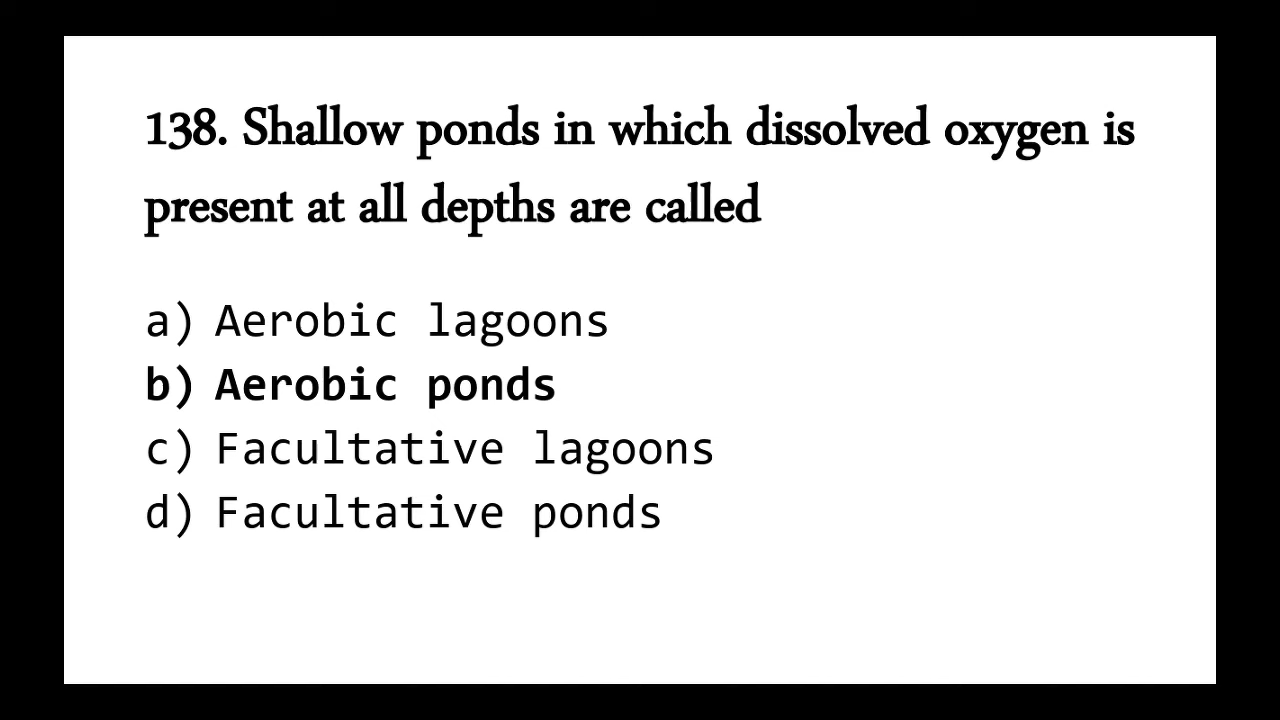 138. Shallow ponds in which dissolved oxygen is
present at all depths are called
a) Aerobic lagoons
b) Aerobic ponds
c) Facultative lagoons
d) Facultative ponds